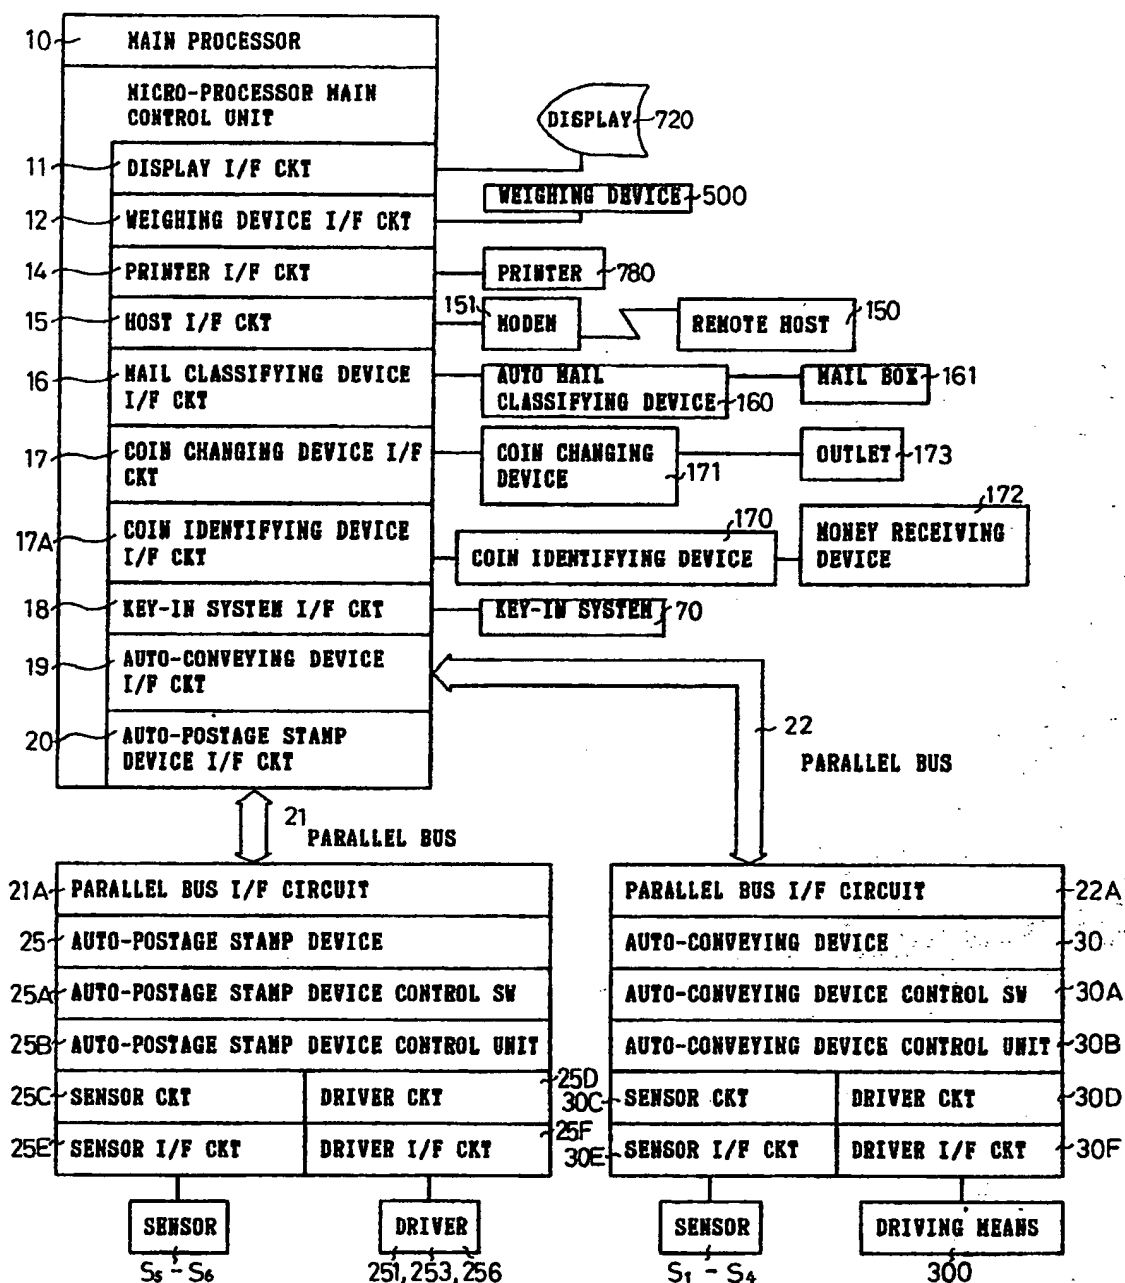 10
MAIN PROCESSOR
MICRO-PROCESSOR MAIN
CONTROL UNIT
DISPLAY
720
11
DISPLAY I/F CKT
WEIGHING DEVICE
500
12
WEIGHING DEVICE I/F CKT
14
PRINTER I/F CKT
PRINTER
780
15
HOST I/F CKT
151
MODEM
REMOTE HOST
150
16
MAIL CLASSIFYING DEVICE
I/F CKT
AUTO MAIL
CLASSIFYING DEVICE
160
MAIL BOX
161
17
COIN CHANGING DEVICE I/F
CKT
COIN CHANGING
DEVICE
171
OUTLET
173
17A
COIN IDENTIFYING DEVICE
I/F CKT
170
COIN IDENTIFYING DEVICE
172
MONEY RECEIVING
DEVICE
18
KEY-IN SYSTEM I/F CKT
KEY-IN SYSTEM
70
19
AUTO-CONVEYING DEVICE
I/F CKT
20
AUTO-POSTAGE STAMP
DEVICE I/F CKT
22
PARALLEL BUS
21
PARALLEL BUS
21A
PARALLEL BUS I/F CIRCUIT
25
AUTO-POSTAGE STAMP DEVICE
25A
AUTO-POSTAGE STAMP DEVICE CONTROL SW
25B
AUTO-POSTAGE STAMP DEVICE CONTROL UNIT
25C
SENSOR CKT
DRIVER CKT
25D
25E
SENSOR I/F CKT
DRIVER I/F CKT
25F
SENSOR
S5 - S6
DRIVER
251, 253, 256
PARALLEL BUS I/F CIRCUIT
22A
AUTO-CONVEYING DEVICE
30
AUTO-CONVEYING DEVICE CONTROL SW
30A
AUTO-CONVEYING DEVICE CONTROL UNIT
30B
30C
SENSOR CKT
DRIVER CKT
30D
30E
SENSOR I/F CKT
DRIVER I/F CKT
30F
SENSOR
S1 - S4
DRIVING MEANS
300